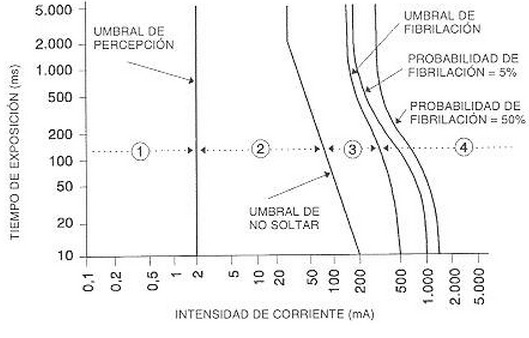 5.000
2.000
1.000
500
200
100
50
20
10
TIEMPO DE EXPOSICIÓN (ms)
UMBRAL DE
PERCEPCIÓN
UMBRAL DE
FIBRILACIÓN
PROBABILIDAD DE
FIBRILACIÓN = 5%
PROBABILIDAD DE
FIBRILACIÓN = 50%
1
2
3
4
UMBRAL DE
NO SOLTAR
0,1
0,2
0,5
1
2
5
10
20
50
100
200
500
1.000
2.000
5.000
INTENSIDAD DE CORRIENTE (mA)